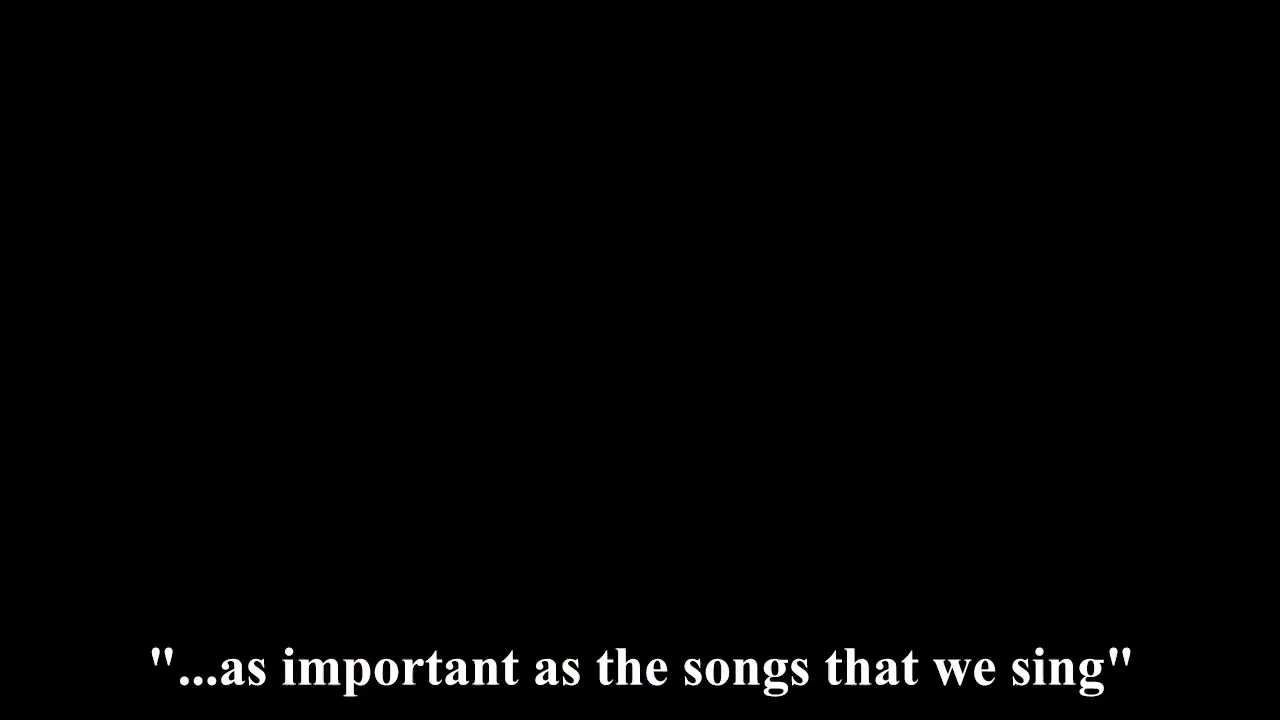 "...as important as the songs that we sing"